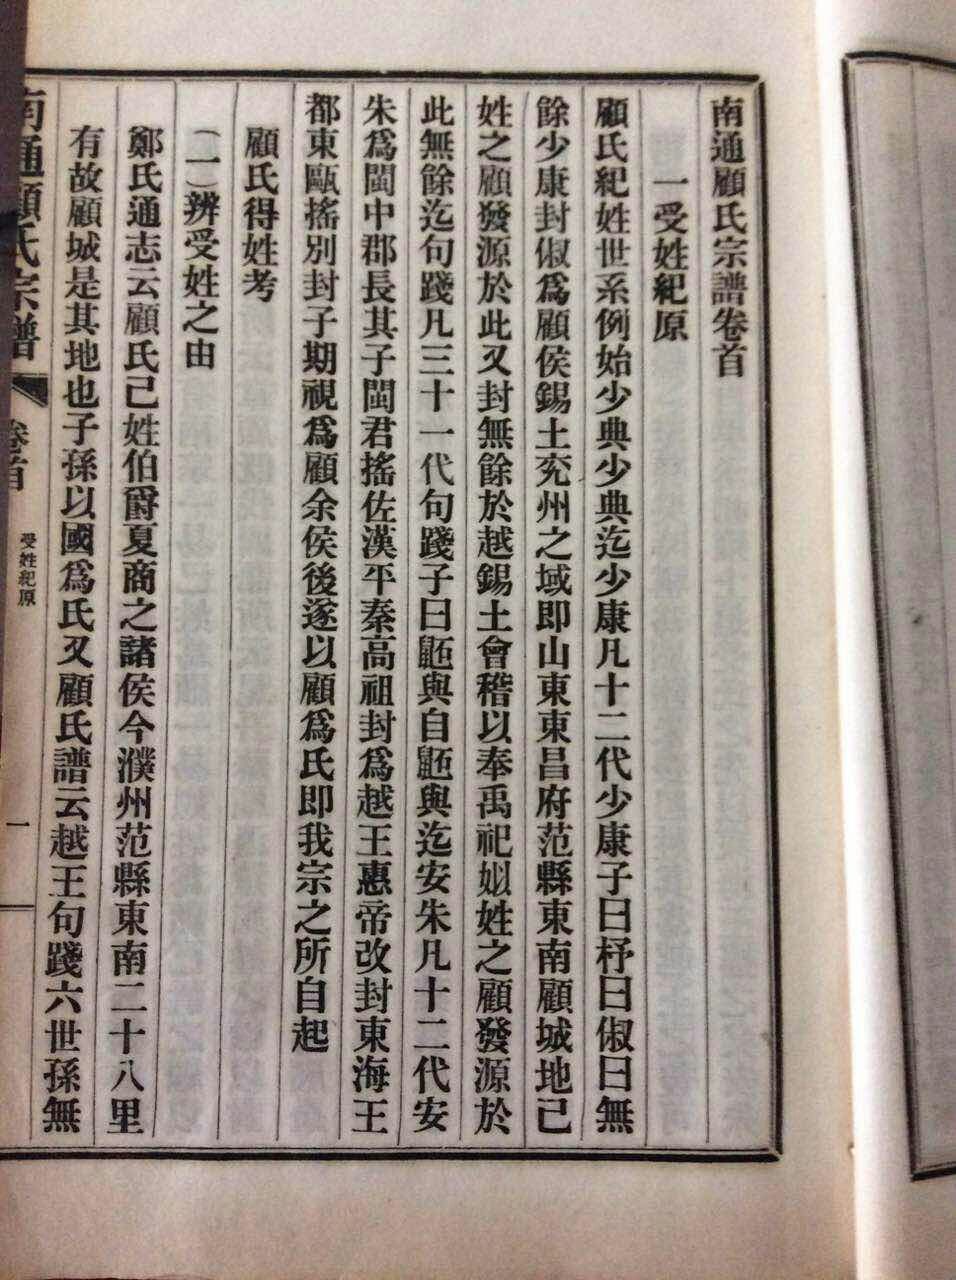 南通顧氏宗譜卷首
一受姓紀原
顧氏紀姓世系例始少典少典迄少康凡十二代少康子曰杼曰俶曰無
餘少康封俶爲顧侯錫土兖州之域即山東東昌府范縣東南顧城地己
姓之顧發源於此又封無餘於越錫土會稽以奉禹祀姒姓之顧發源於
此無餘迄句踐凡三十一代句踐子曰鼫與自鼫與迄安朱凡十二代安
朱爲閩中郡長其子閩君搖佐漢平秦高祖封爲越王惠帝改封東海王
都東甌搖別封子期視爲顧余侯後遂以顧爲氏即我宗之所自起
顧氏得姓考
（一）辨受姓之由
鄭氏通志云顧氏己姓伯爵夏商之諸侯今濮州范縣東南二十八里
有故顧城是其地也子孫以國爲氏又顧氏譜云越王句踐六世孫無
南通顧氏宗譜
卷首
受姓紀原
一